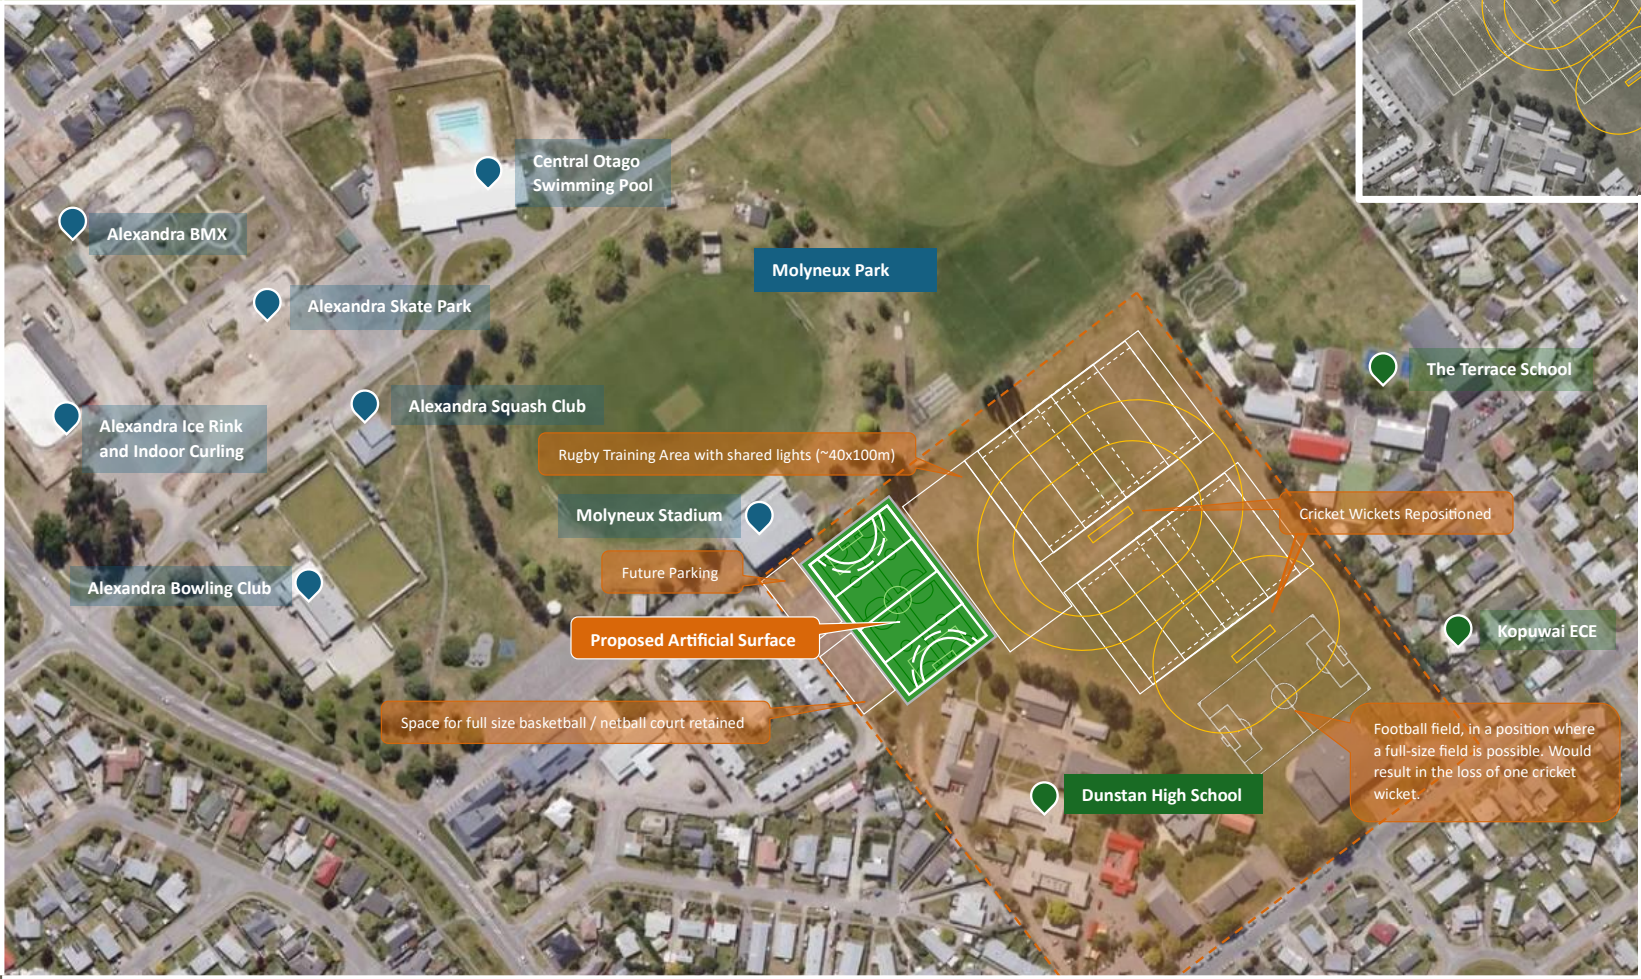 Central Otago
Swimming Pool
Alexandra BMX
Molyneux Park
Alexandra Skate Park
The Terrace School
Alexandra Squash Club
Alexandra Ice Rink
and Indoor Curling
Rugby Training Area with shared lights (~40x100m)
Molyneux Stadium
Cricket Wickets Repositioned
Future Parking
Alexandra Bowling Club
Proposed Artificial Surface
Kopuwai ECE
Space for full size basketball / netball court retained
Football field, in a position where
a full-size field is possible. Would
result in the loss of one cricket
wicket.
Dunstan High School